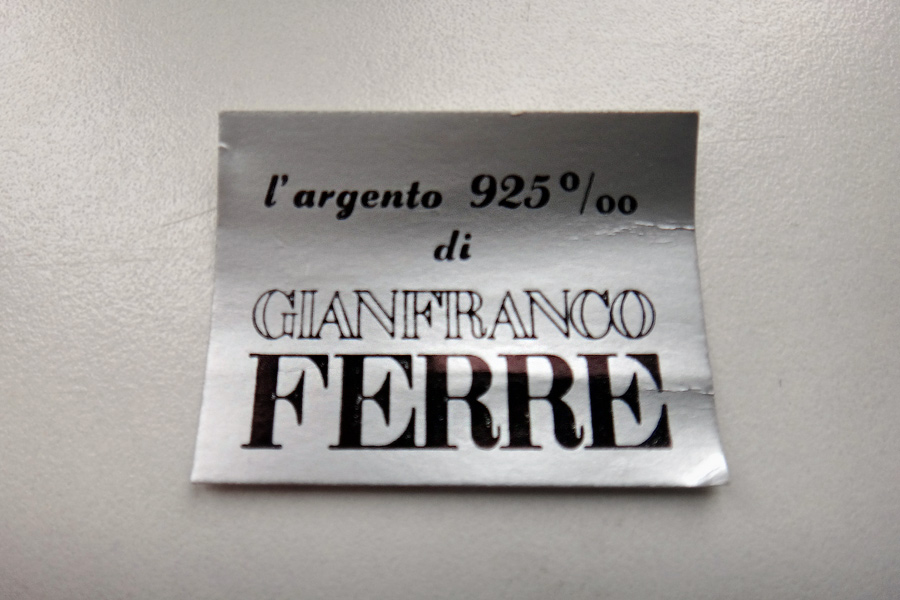 l'argento 925 º/oo
di
GIANFRANCO
FERRE